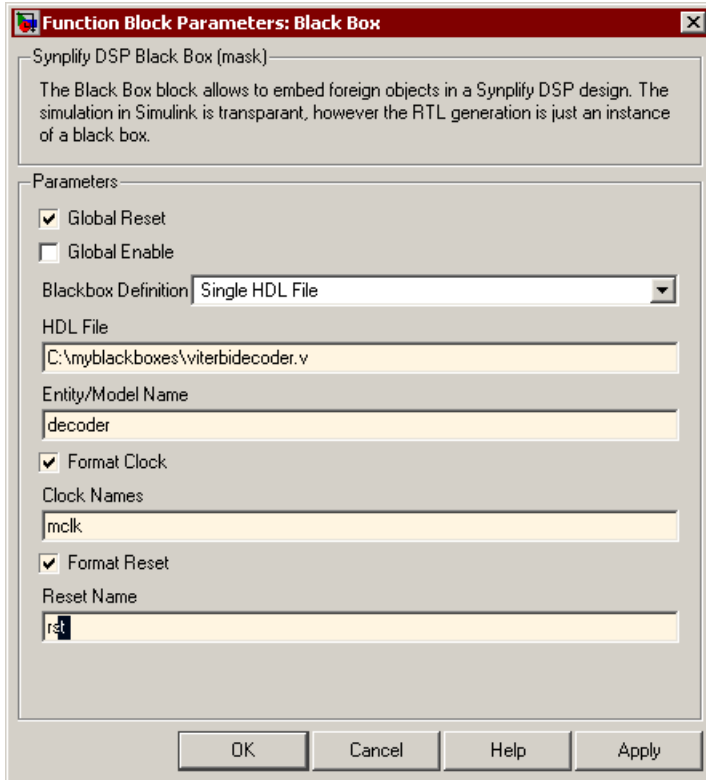 Function Block Parameters: Black Box
Synplify DSP Black Box (mask)
The Black Box block allows to embed foreign objects in a Synplify DSP design. The
simulation in Simulink is transparant, however the RTL generation is just an instance
of a black box.
Parameters
Global Reset
Global Enable
Blackbox Definition Single HDL File
HDL File
C:\myblackboxes\viterbidecoder.v
Entity/Model Name
decoder
Format Clock
Clock Names
mclk
Format Reset
Reset Name
rst
OK Cancel Help Apply